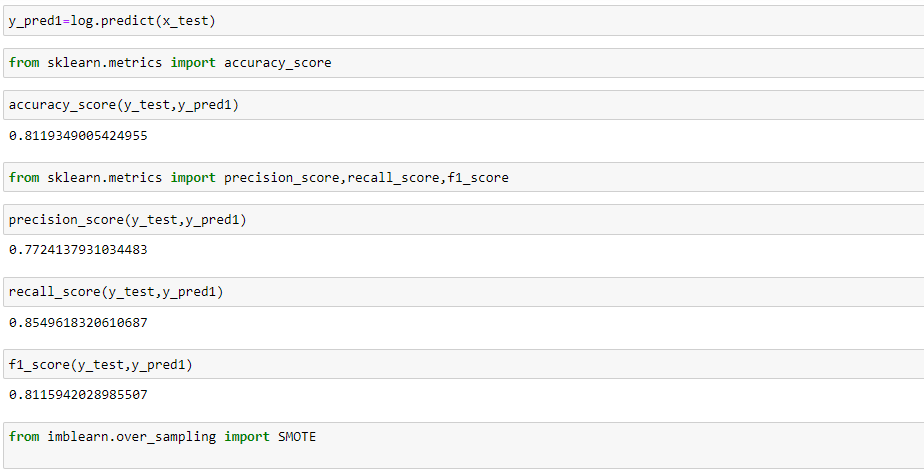 y_pred1=log.predict(x_test)
from sklearn.metrics import accuracy_score
accuracy_score(y_test,y_pred1)
0.8119349005424955
from sklearn.metrics import precision_score,recall_score,f1_score
precision_score(y_test,y_pred1)
0.7724137931034483
recall_score(y_test,y_pred1)
0.8549618320610687
f1_score(y_test,y_pred1)
0.8115942028985507
from imblearn.over_sampling import SMOTE